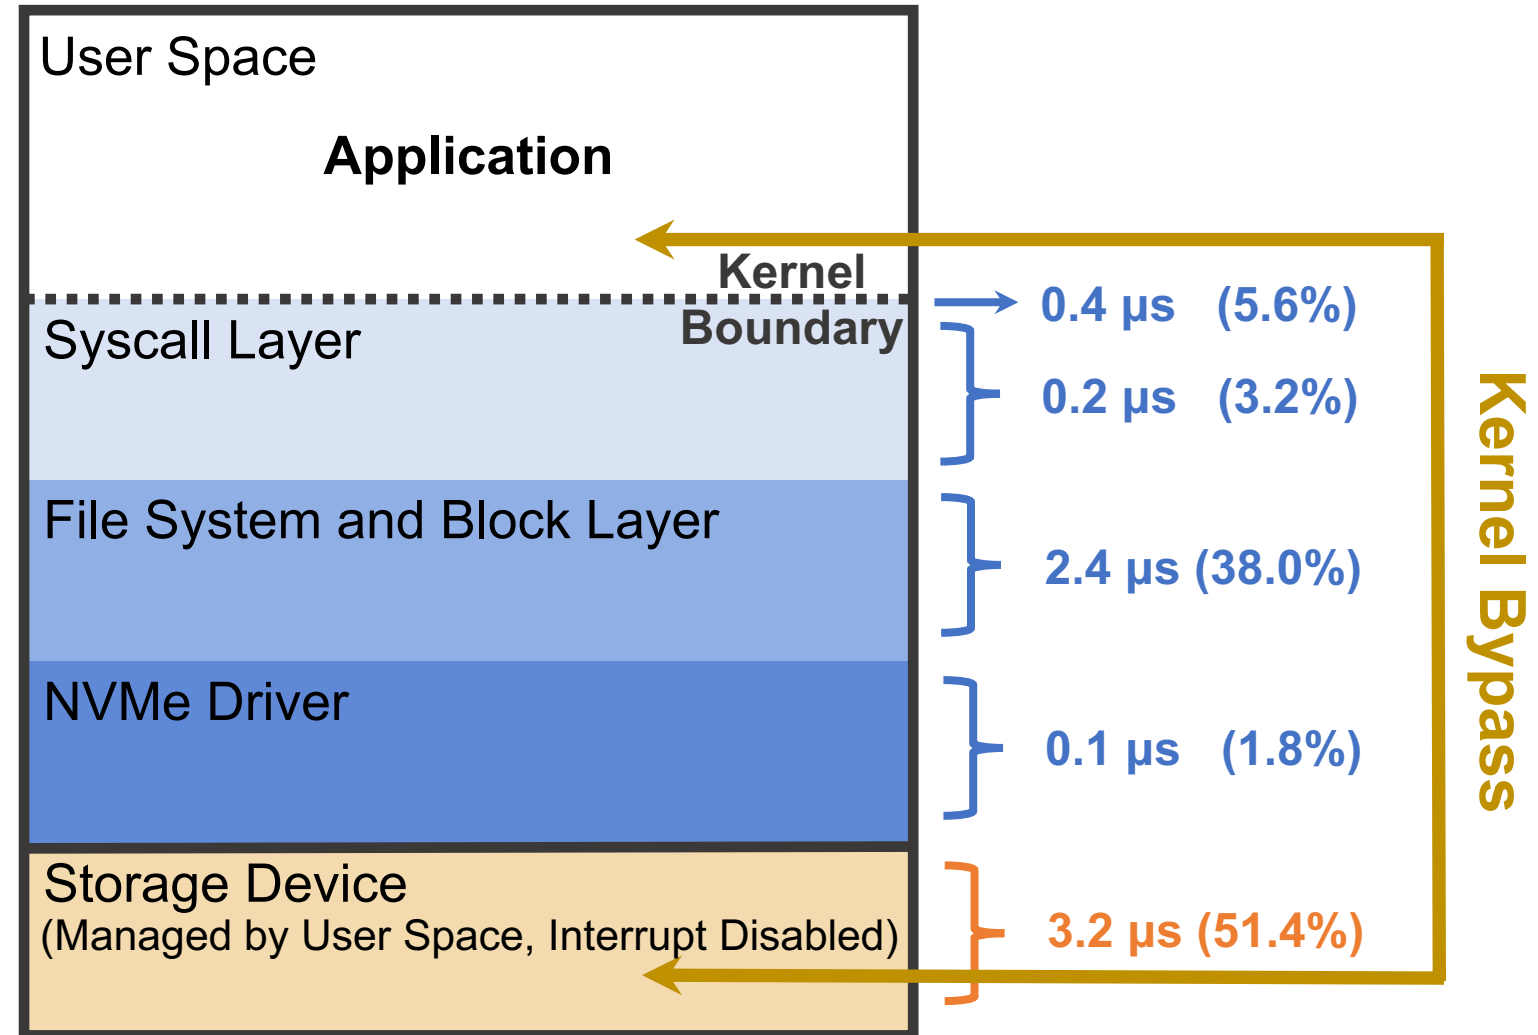 User Space
Application
Kernel
Boundary
0.4 µs (5.6%)
Syscall Layer
0.2 µs (3.2%)
File System and Block Layer
2.4 µs (38.0%)
NVMe Driver
0.1 µs (1.8%)
Storage Device
(Managed by User Space, Interrupt Disabled)
3.2 µs (51.4%)
Kernel Bypass